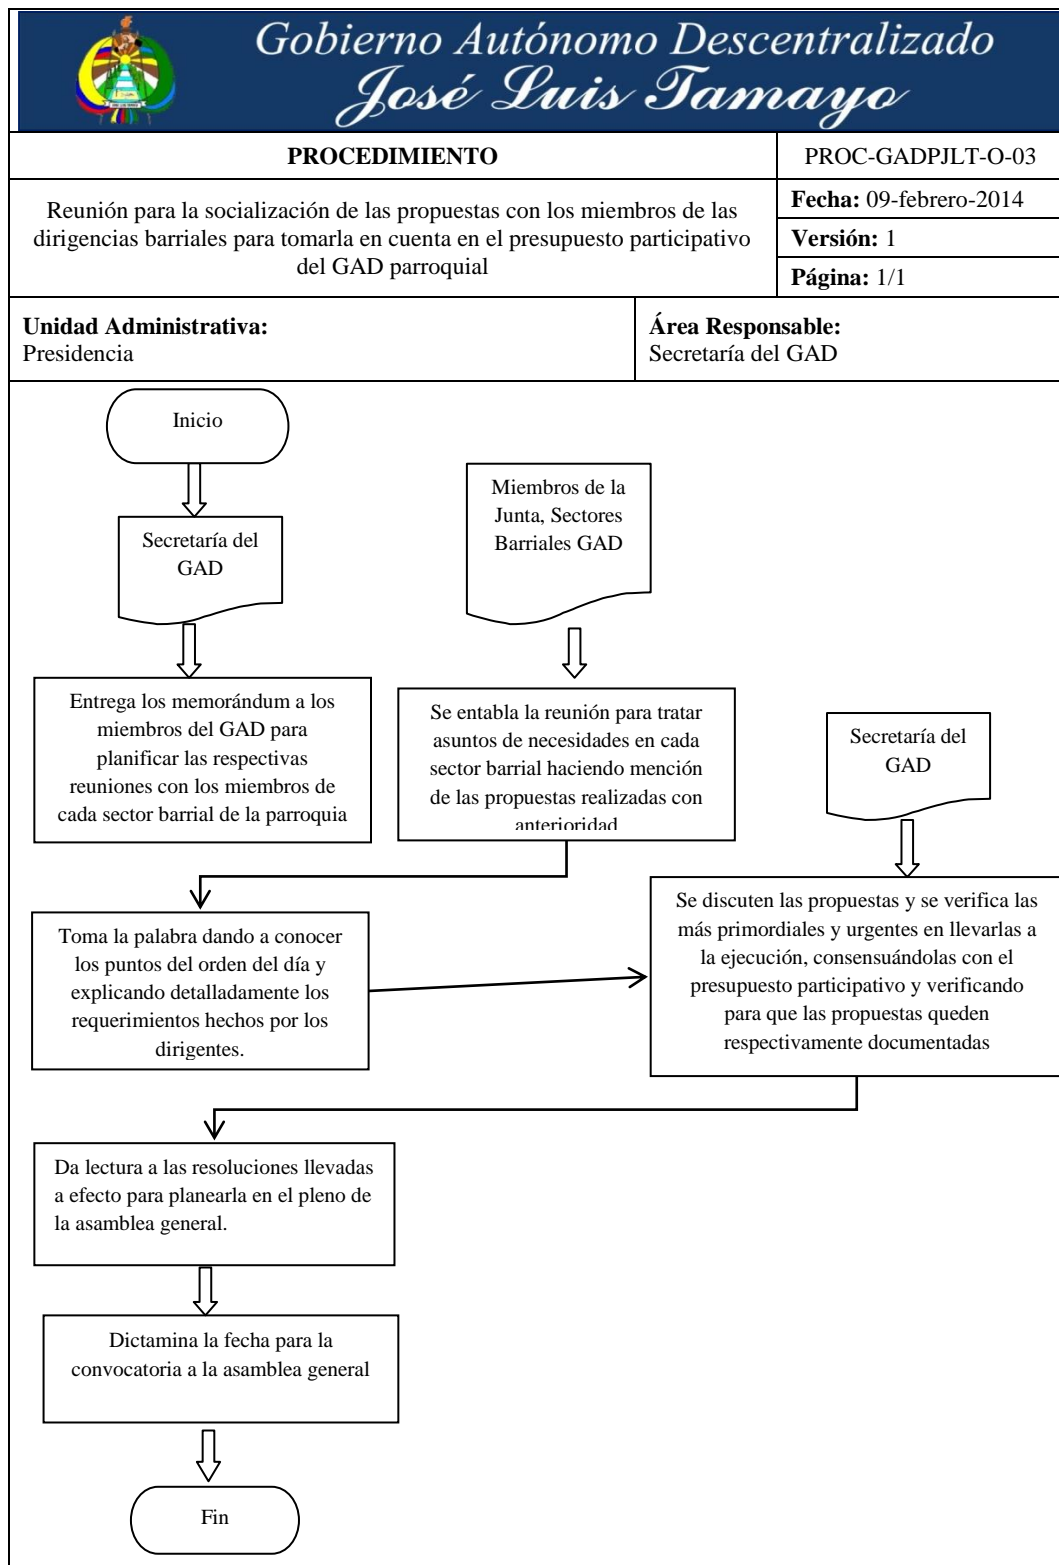 Gobierno Autónomo Descentralizado
José Luis Tamayo
PROCEDIMIENTO
PROC-GADPJLT-O-03
Reunión para la socialización de las propuestas con los miembros de las
dirigencias barriales para tomarla en cuenta en el presupuesto participativo
del GAD parroquial
Fecha: 09-febrero-2014
Versión: 1
Página: 1/1
Unidad Administrativa:
Presidencia
Área Responsable:
Secretaría del GAD
Inicio
Secretaría del
GAD
Entrega los memorándum a los
miembros del GAD para
planificar las respectivas
reuniones con los miembros de
cada sector barrial de la parroquia
Miembros de la
Junta, Sectores
Barriales GAD
Se entabla la reunión para tratar
asuntos de necesidades en cada
sector barrial haciendo mención
de las propuestas realizadas con
anterioridad
Secretaría del
GAD
Toma la palabra dando a conocer
los puntos del orden del día y
explicando detalladamente los
requerimientos hechos por los
dirigentes.
Se discuten las propuestas y se verifica las
más primordiales y urgentes en llevarlas a
la ejecución, consensuándolas con el
presupuesto participativo y verificando
para que las propuestas queden
respectivamente documentadas
Da lectura a las resoluciones llevadas
a efecto para planearla en el pleno de
la asamblea general.
Dictamina la fecha para la
convocatoria a la asamblea general
Fin